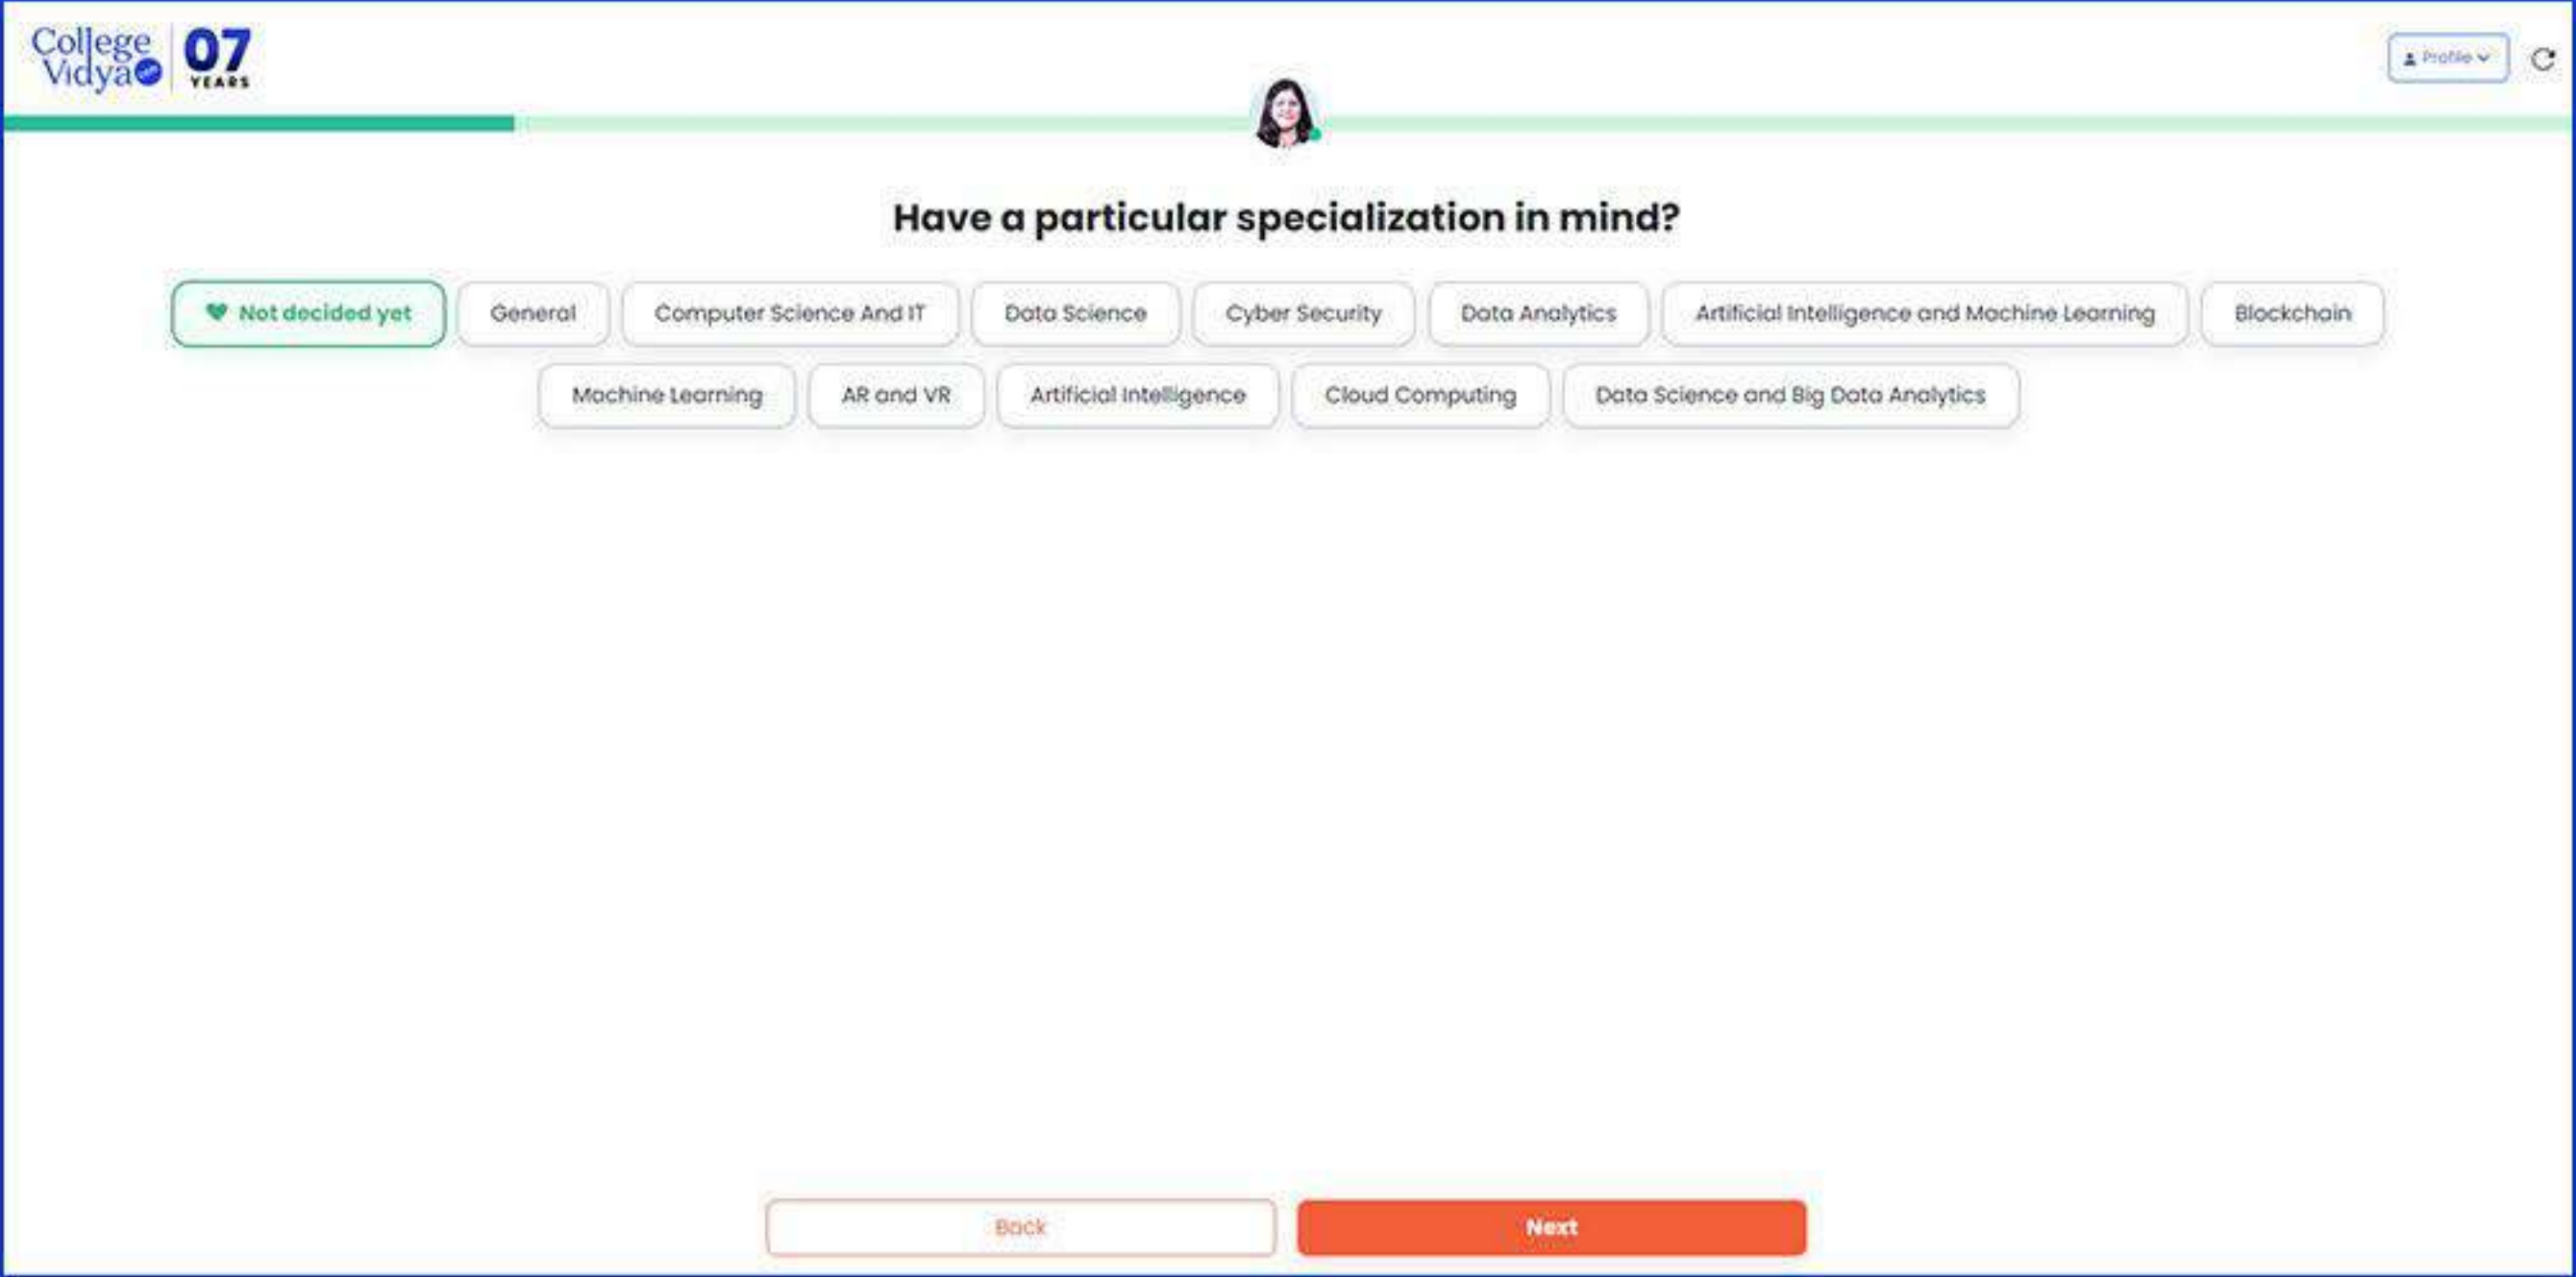 College Vidya 07 YEARS
Profile
Have a particular specialization in mind?
Not decided yet General Computer Science And IT Data Science Cyber Security Data Analytics Artificial Intelligence and Machine Learning Blockchain
Machine Learning AR and VR Artificial Intelligence Cloud Computing Data Science and Big Data Analytics
Back Next